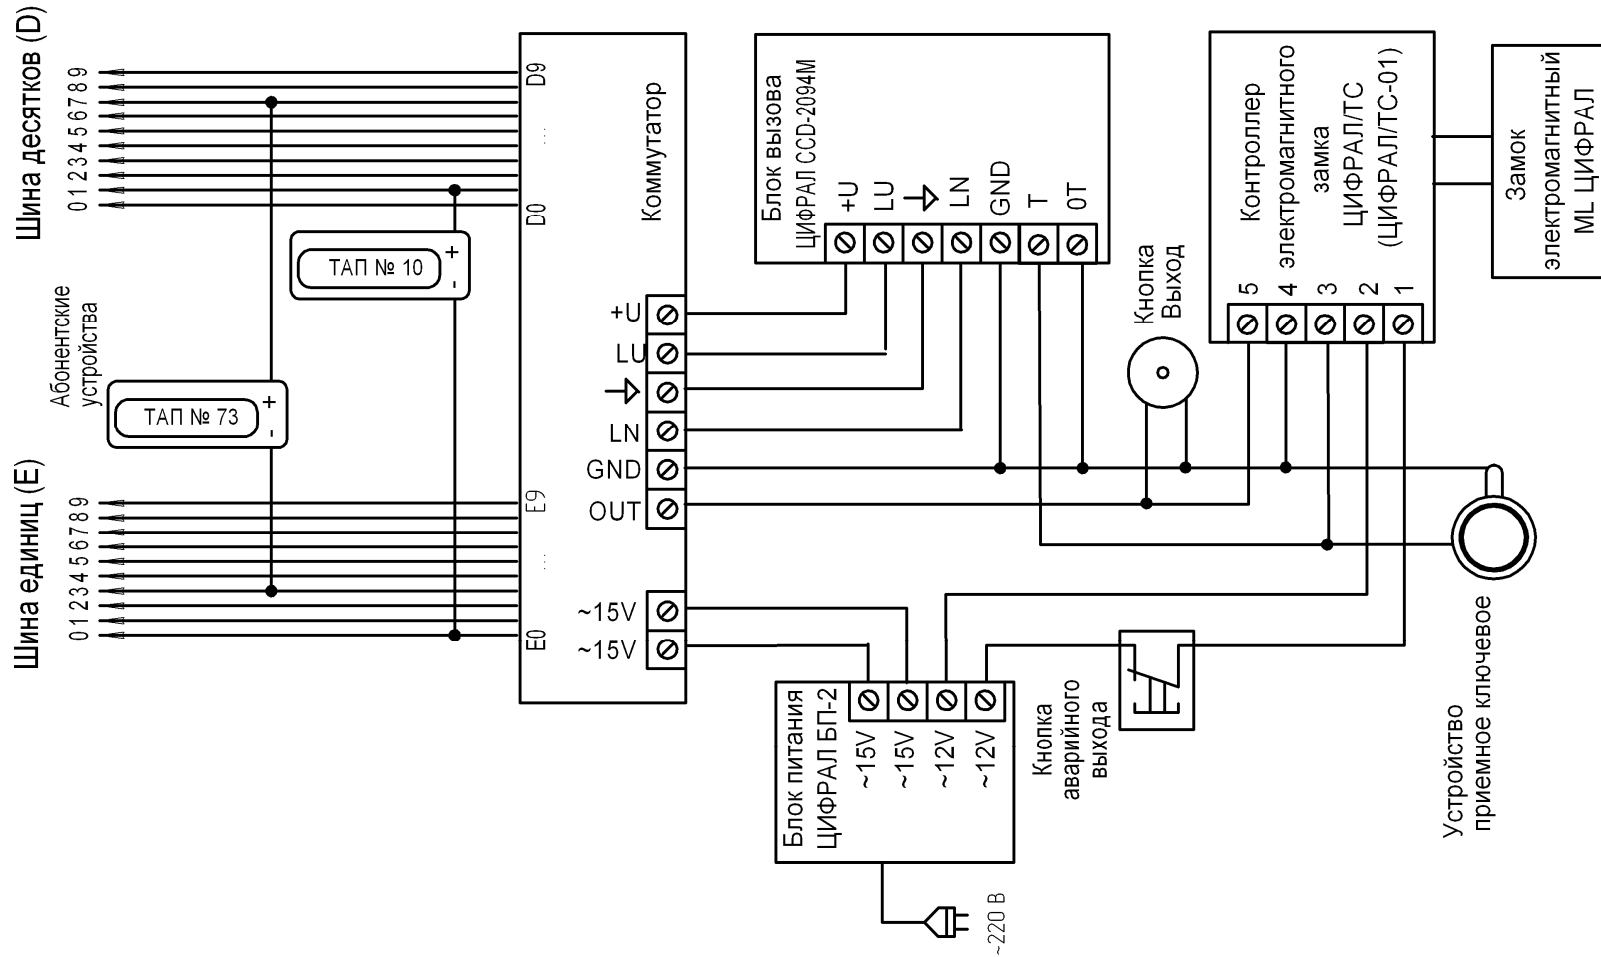 Шина десятков (D)
0 1 2 3 4 5 6 7 8 9
D9
...
D0
Коммутатор
Абонентские
устройства
ТАП № 10
+
-
ТАП № 73
+
-
Шина единиц (E)
0 1 2 3 4 5 6 7 8 9
E9
...
E0
+U
LU
LN
GND
OUT
~15V
~15V
Блок вызова
ЦИФРАЛ CCD-2094M
+U
LU
LN
GND
T
0T
Кнопка
Выход
Контроллер
электромагнитного
замка
ЦИФРАЛ/ТС
(ЦИФРАЛ/ТС-01)
5
4
3
2
1
Замок
электромагнитный
ML ЦИФРАЛ
Блок питания
ЦИФРАЛ БП-2
~15V
~15V
~12V
~12V
Кнопка
аварийного
выхода
Устройство
приемное ключевое
~220 В